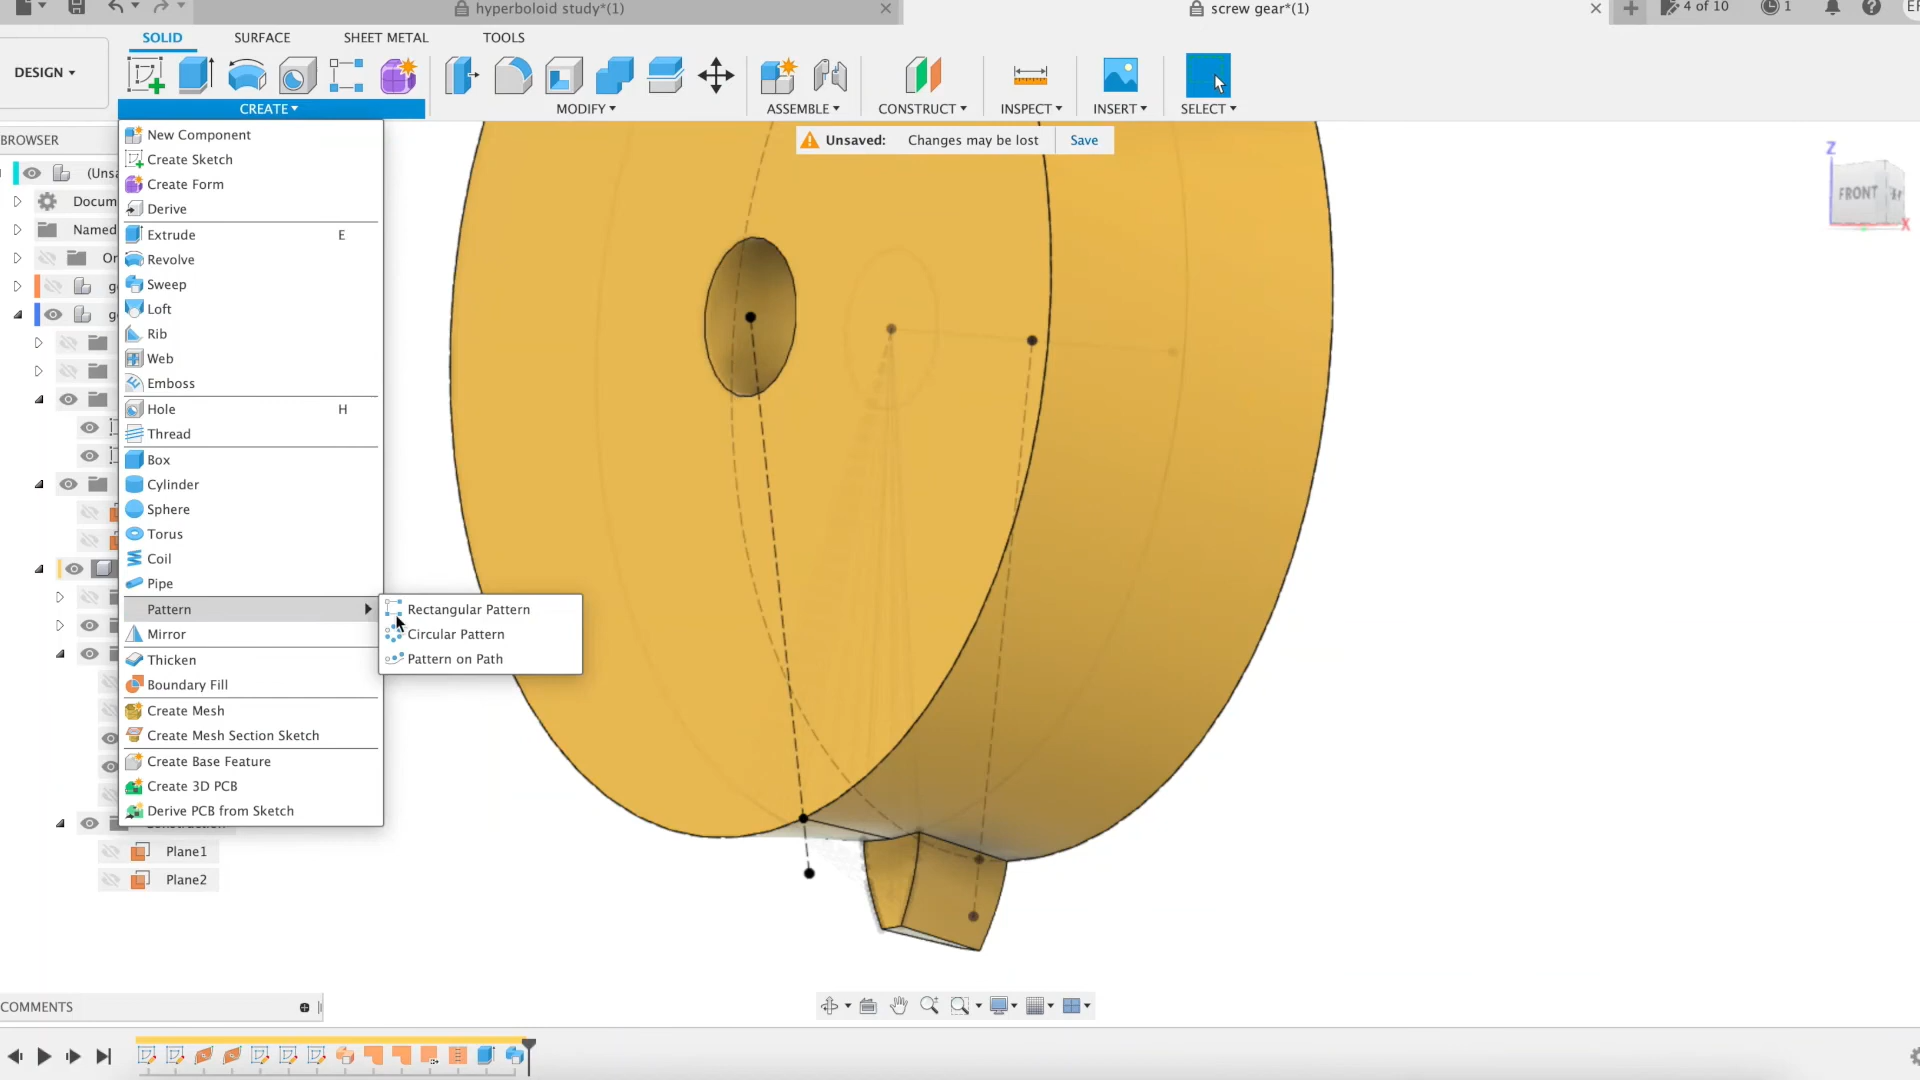 hyperboloid study*(1)
screw gear*(1)
4 of 10
1
SOLID
SURFACE
SHEET METAL
TOOLS
DESIGN
CREATE
MODIFY
ASSEMBLE
CONSTRUCT
INSPECT
INSERT
SELECT
BROWSER
Unsaved: Changes may be lost Save
(Unsa
Docum
Named
Or
g
g
New Component
Create Sketch
Create Form
Derive
Extrude E
Revolve
Sweep
Loft
Rib
Web
Emboss
Hole H
Thread
Box
Cylinder
Sphere
Torus
Coil
Pipe
Pattern
Mirror
Thicken
Boundary Fill
Create Mesh
Create Mesh Section Sketch
Create Base Feature
Create 3D PCB
Derive PCB from Sketch
Rectangular Pattern
Circular Pattern
Pattern on Path
Plane1
Plane2
Z
FRONT
X
COMMENTS